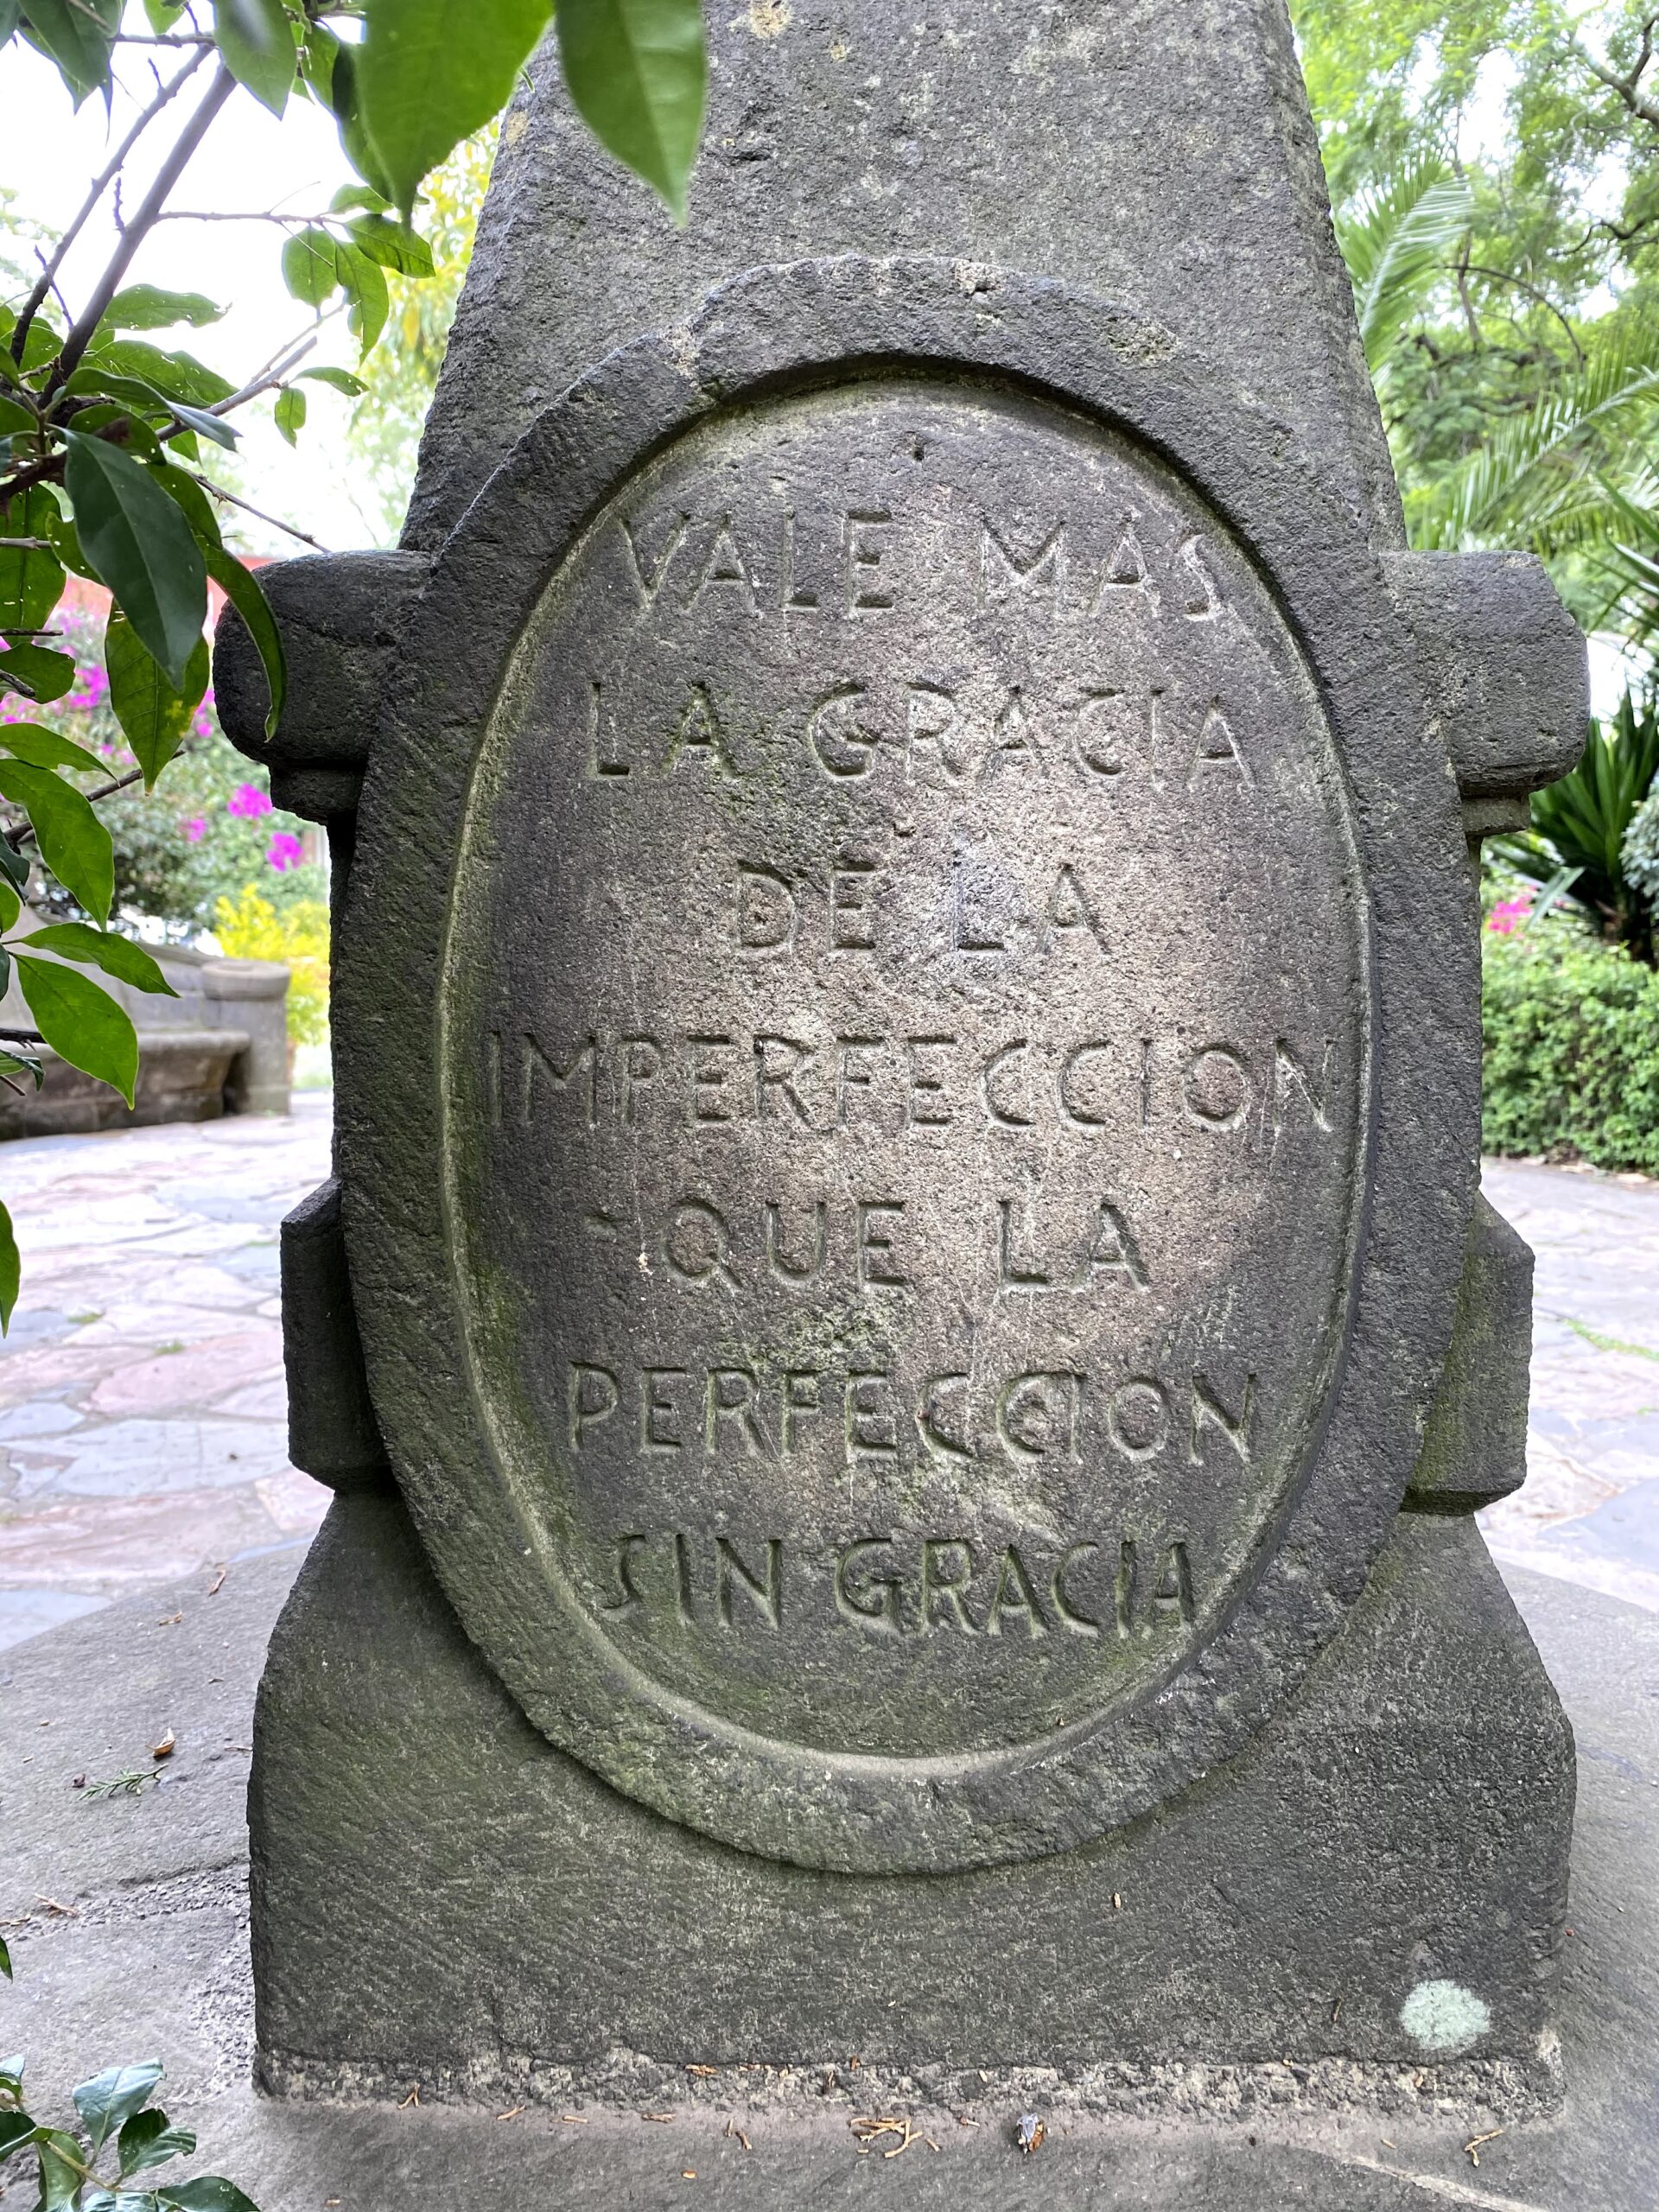 VALE MAS
LA GRACIA
DE LA
IMPERFECCION
QUE LA
PERFECCION
SIN GRACIA